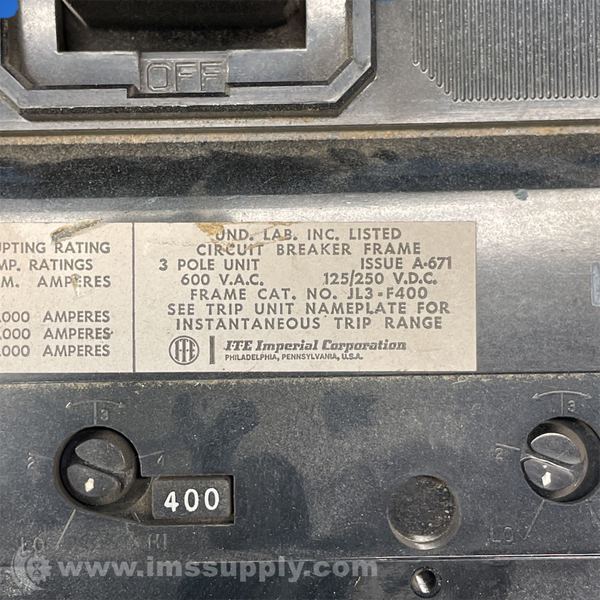 OFF
UPTING RATING
MP. RATINGS
M. AMPERES
,000 AMPERES
,000 AMPERES
,000 AMPERES
UND. LAB. INC. LISTED
CIRCUIT BREAKER FRAME
3 POLE UNIT ISSUE A-671
600 V.A.C. 125/250 V.D.C.
FRAME CAT. NO. JL3-F400
SEE TRIP UNIT NAMEPLATE FOR
INSTANTANEOUS TRIP RANGE
ITE ITE Imperial Corporation
PHILADELPHIA, PENNSYLVANIA, U.S.A.
3
2 4
LO HI
400
3
2
LO
www.imssupply.com